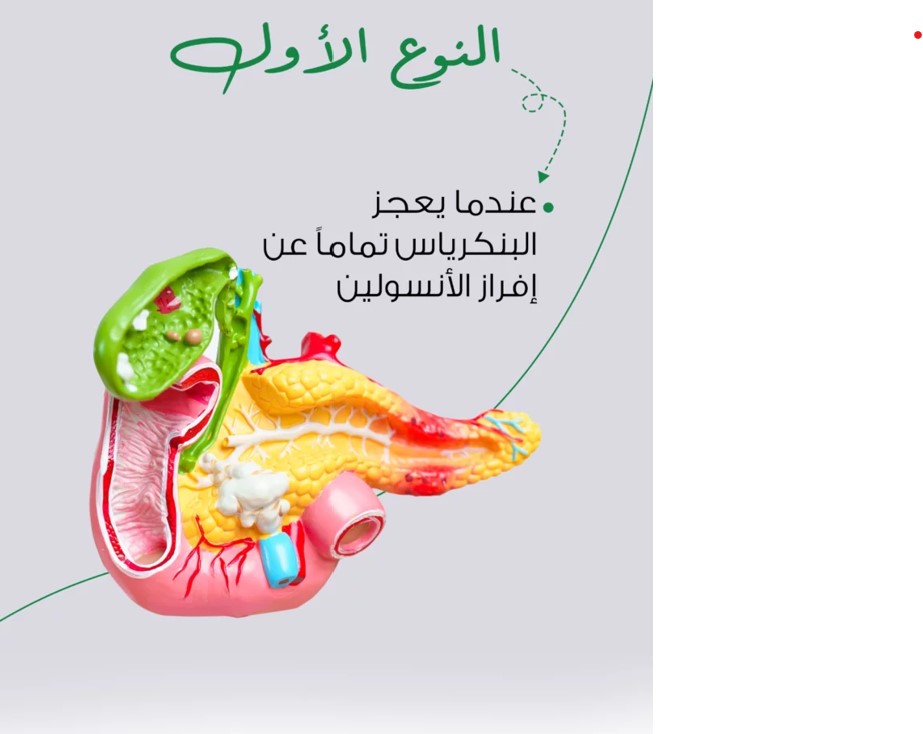 النوع الأول
عندما يعجز
البنكرياس تماماً عن
إفراز الأنسولين